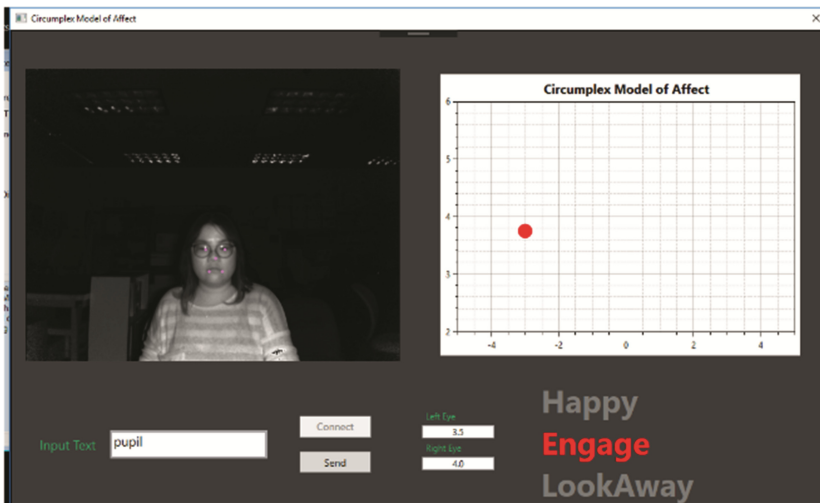 Circumplex Model of Affect
Circumplex Model of Affect
6
5
4
3
2
-4 -2 0 2 4
Input Text
pupil
Connect
Send
Left Eye
3.5
Right Eye
4.0
Happy
Engage
LookAway